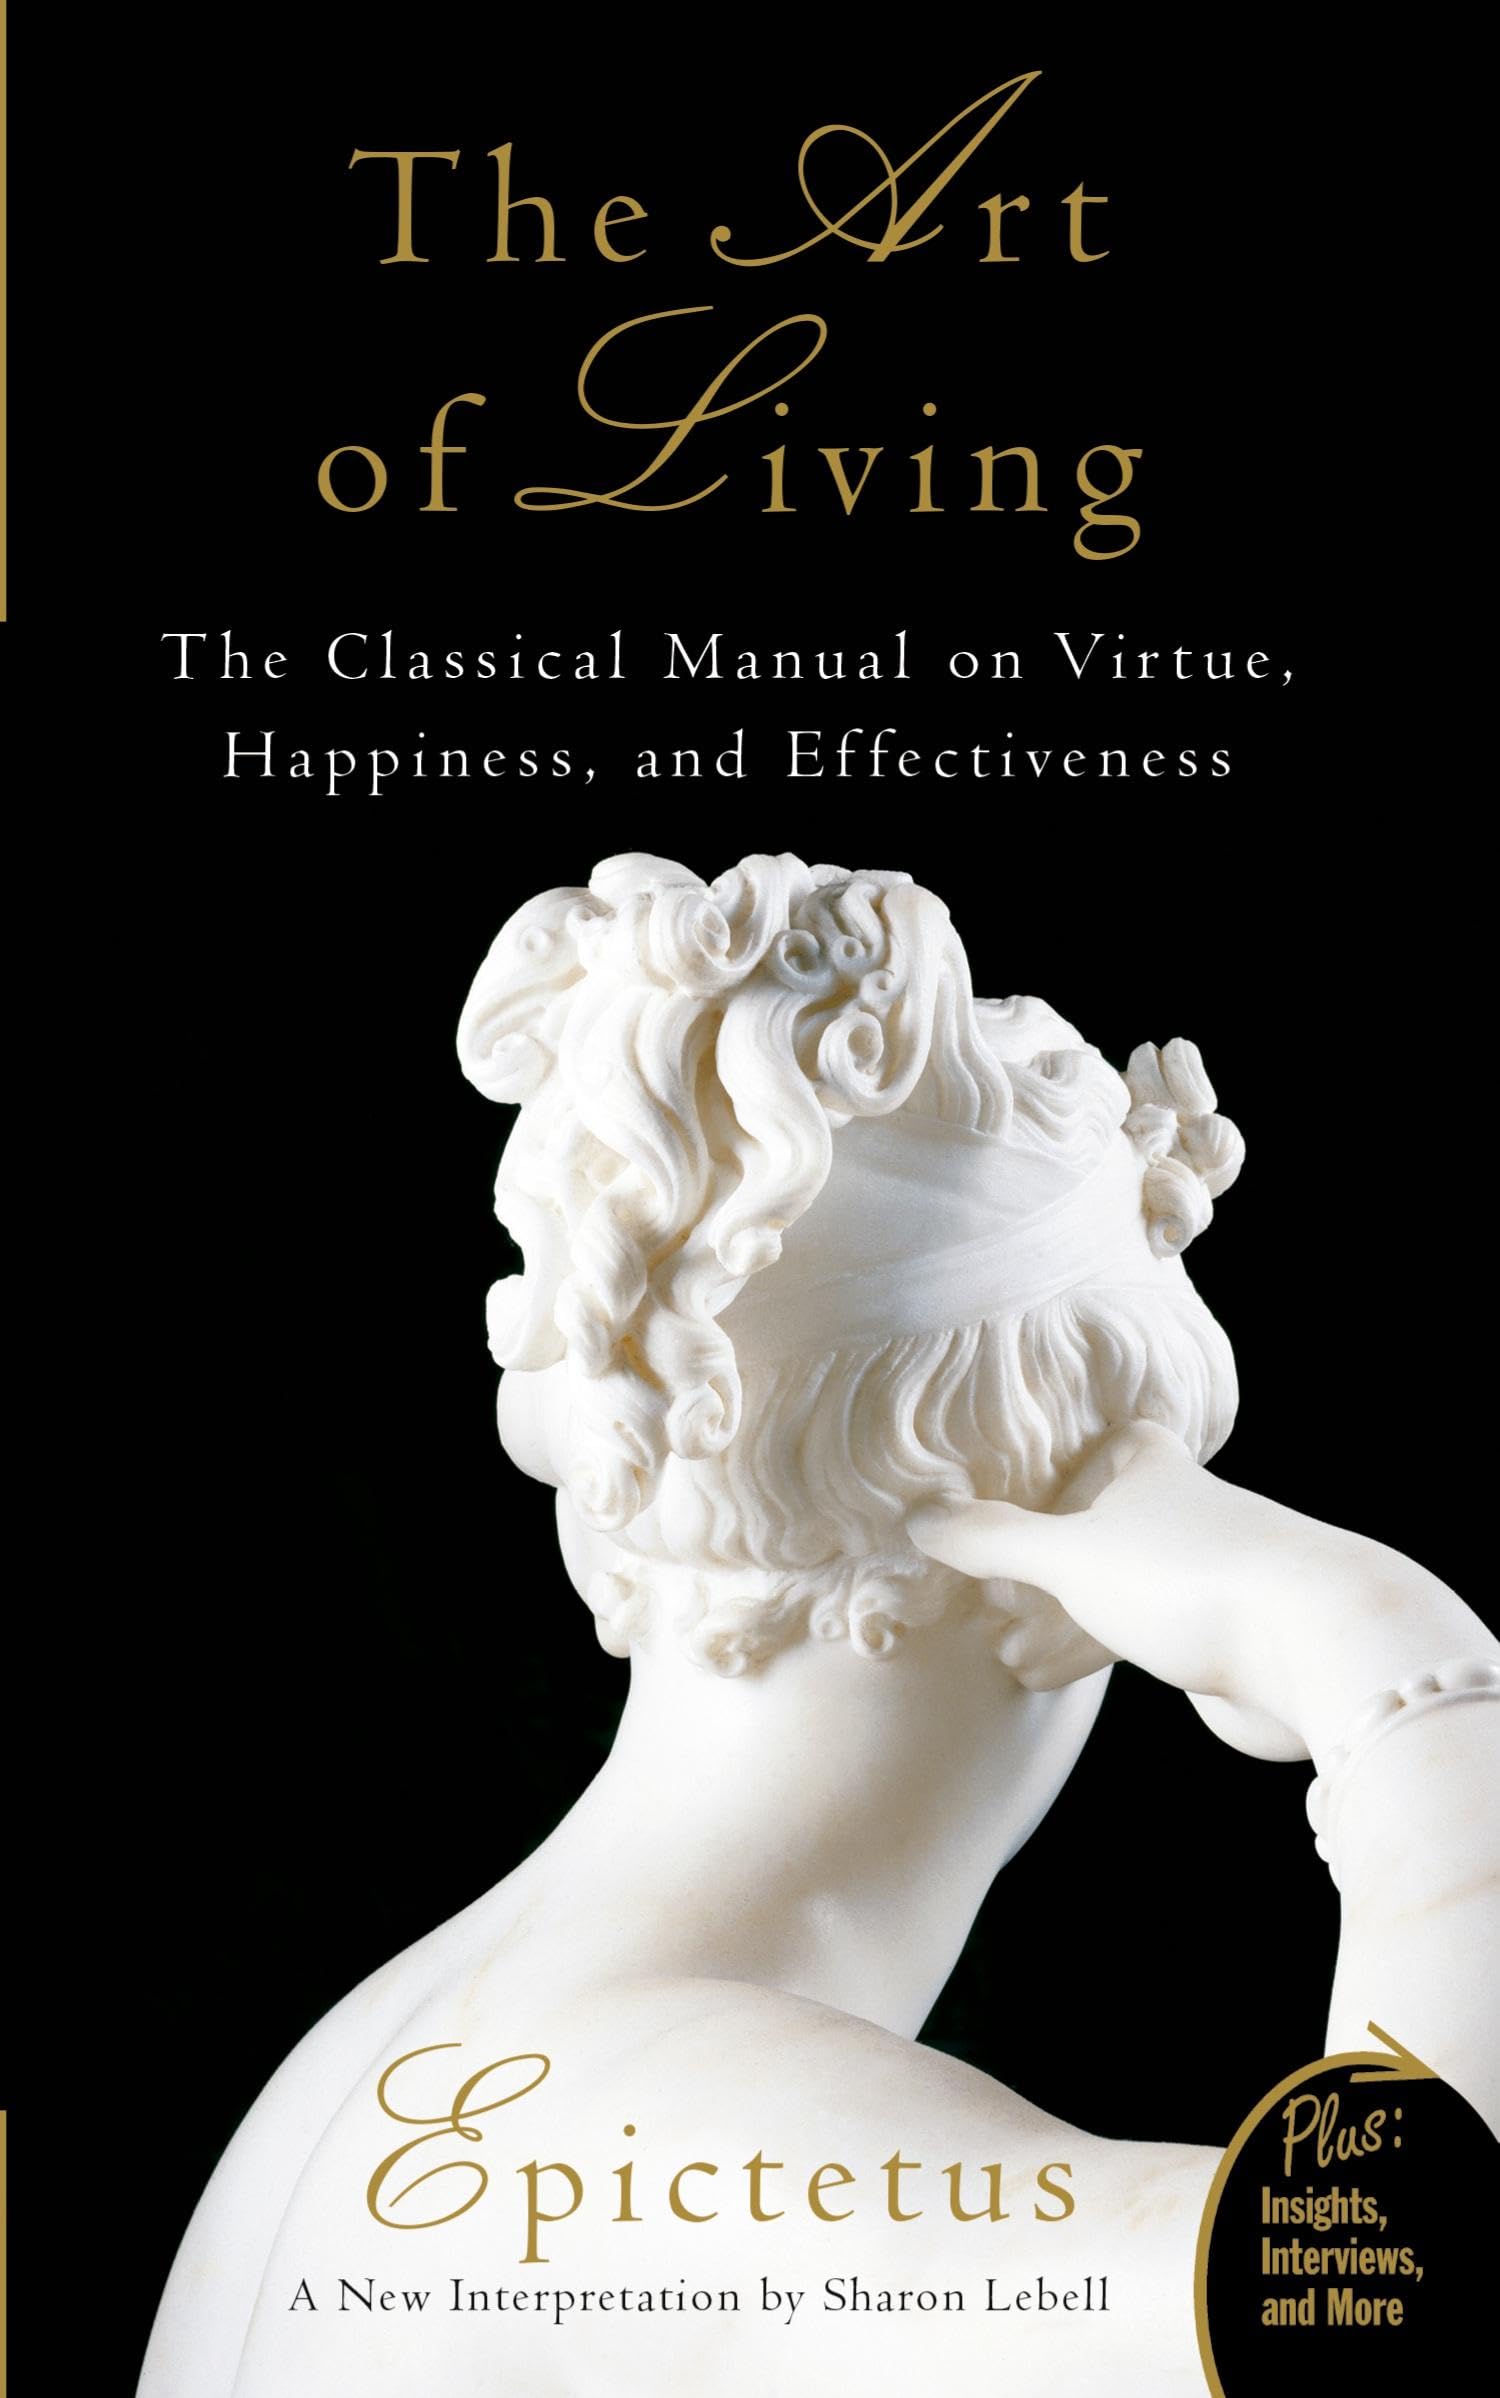 The Art
of Living
The Classical Manual on Virtue,
Happiness, and Effectiveness
Epictetus
A New Interpretation by Sharon Lebell
Plus:
Insights,
Interviews,
and More